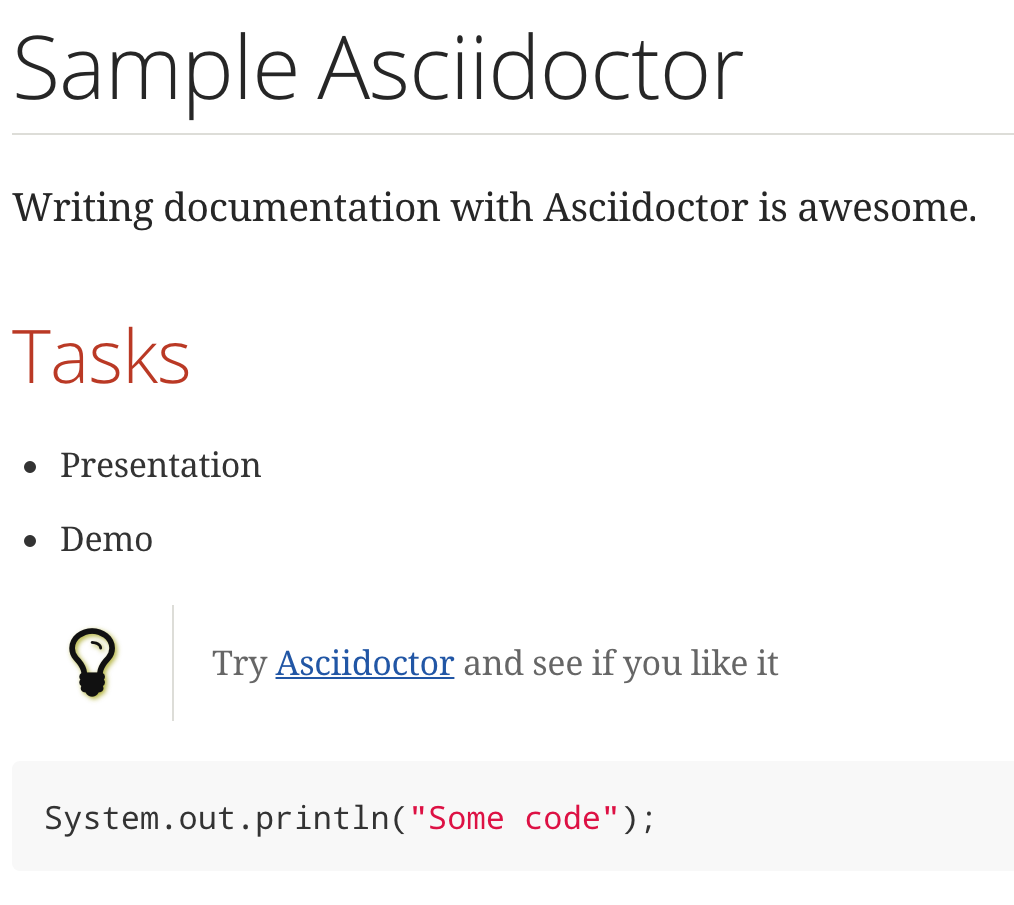 Sample Asciidoctor
Writing documentation with Asciidoctor is awesome.
Tasks
• Presentation
• Demo
Try Asciidoctor and see if you like it
System.out.println("Some code");